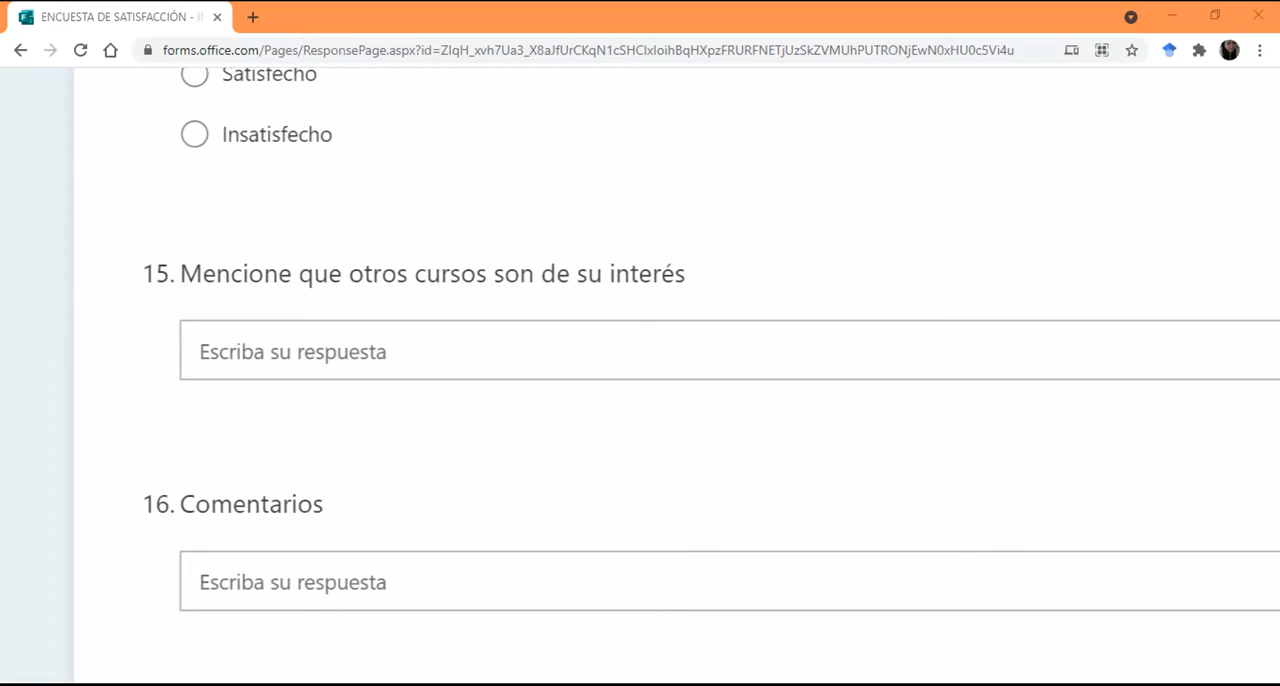 ENCUESTA DE SATISFACCIÓN - I
forms.office.com/Pages/ResponsePage.aspx?id=ZIqH_xvh7Ua3_X8aJfUrCKqN1cSHClxIoihBqHXpzFRURFNETjUzSkZVMUhPUTRONjEwN0xHU0c5Vi4u
Satisfecho
Insatisfecho
15. Mencione que otros cursos son de su interés
Escriba su respuesta
16. Comentarios
Escriba su respuesta